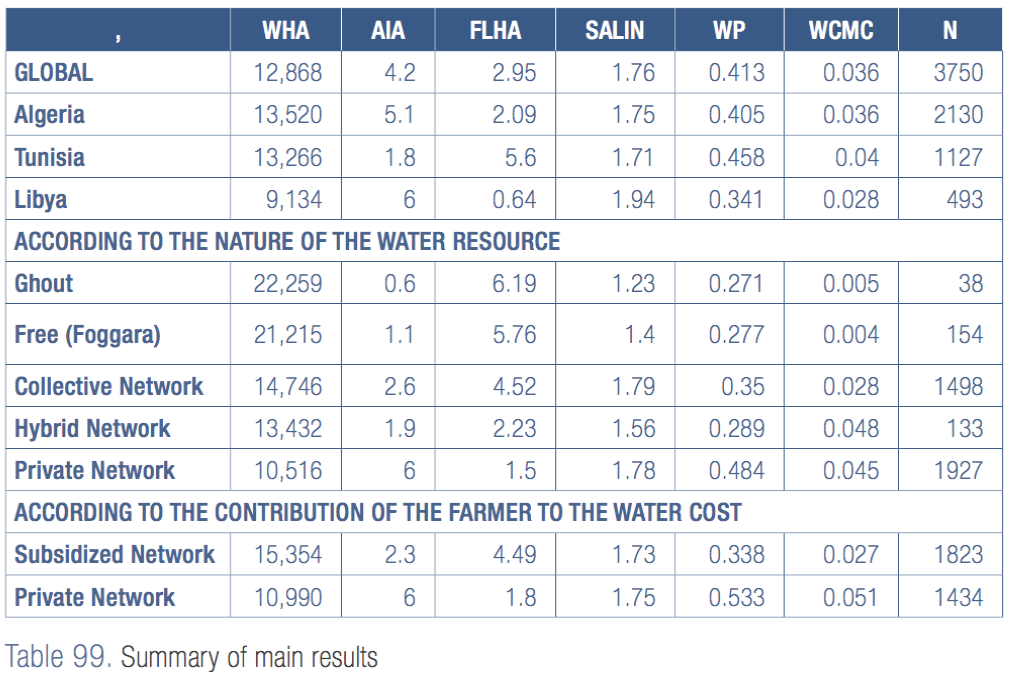 , WHA AIA FLHA SALIN WP WCMC N
GLOBAL 12,868 4.2 2.95 1.76 0.413 0.036 3750
Algeria 13,520 5.1 2.09 1.75 0.405 0.036 2130
Tunisia 13,266 1.8 5.6 1.71 0.458 0.04 1127
Libya 9,134 6 0.64 1.94 0.341 0.028 493
ACCORDING TO THE NATURE OF THE WATER RESOURCE
Ghout 22,259 0.6 6.19 1.23 0.271 0.005 38
Free (Foggara) 21,215 1.1 5.76 1.4 0.277 0.004 154
Collective Network 14,746 2.6 4.52 1.79 0.35 0.028 1498
Hybrid Network 13,432 1.9 2.23 1.56 0.289 0.048 133
Private Network 10,516 6 1.5 1.78 0.484 0.045 1927
ACCORDING TO THE CONTRIBUTION OF THE FARMER TO THE WATER COST
Subsidized Network 15,354 2.3 4.49 1.73 0.338 0.027 1823
Private Network 10,990 6 1.8 1.75 0.533 0.051 1434
Table 99. Summary of main results